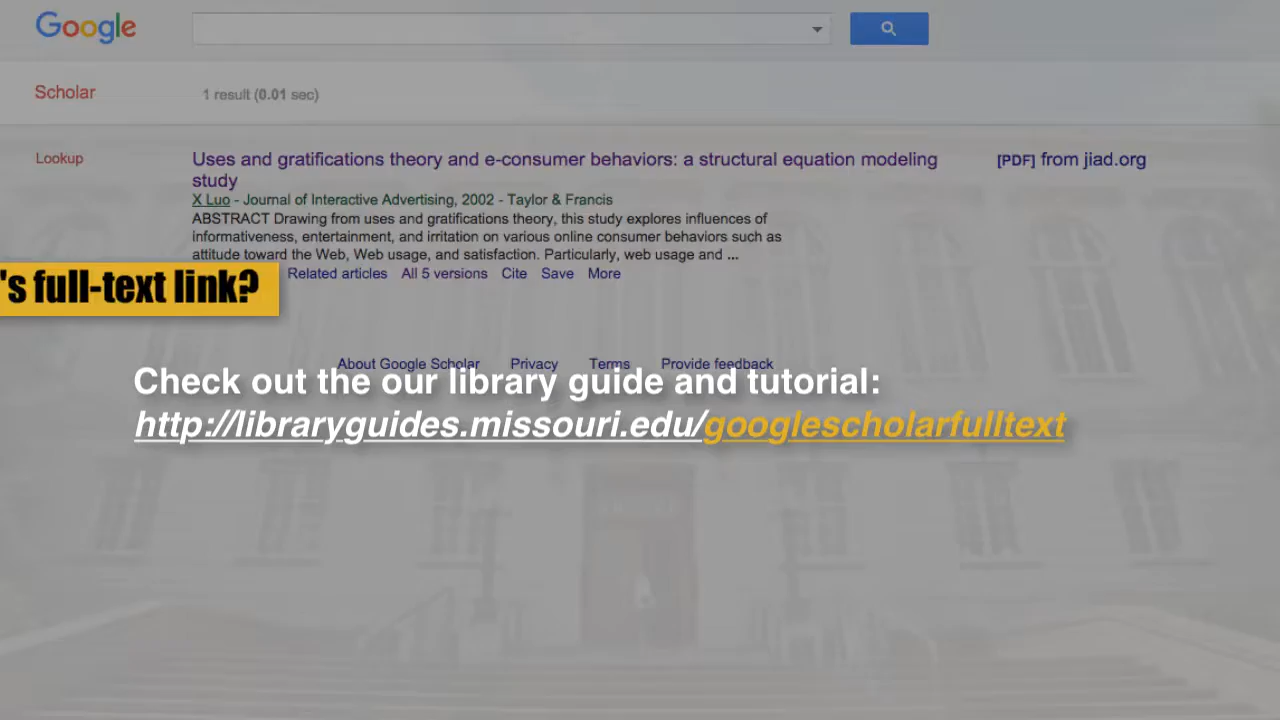 Google
Scholar
1 result (0.01 sec)
Lookup
Uses and gratifications theory and e-consumer behaviors: a structural equation modeling
study
[PDF] from jiad.org
X Luo - Journal of Interactive Advertising, 2002 - Taylor & Francis
ABSTRACT Drawing from uses and gratifications theory, this study explores influences of
informativeness, entertainment, and irritation on various online consumer behaviors such as
attitude toward the Web, Web usage, and satisfaction. Particularly, web usage and ...
Related articles All 5 versions Cite Save More
's full-text link?
About Google Scholar Privacy Terms Provide feedback
Check out the our library guide and tutorial:
http://libraryguides.missouri.edu/googlescholarfulltext